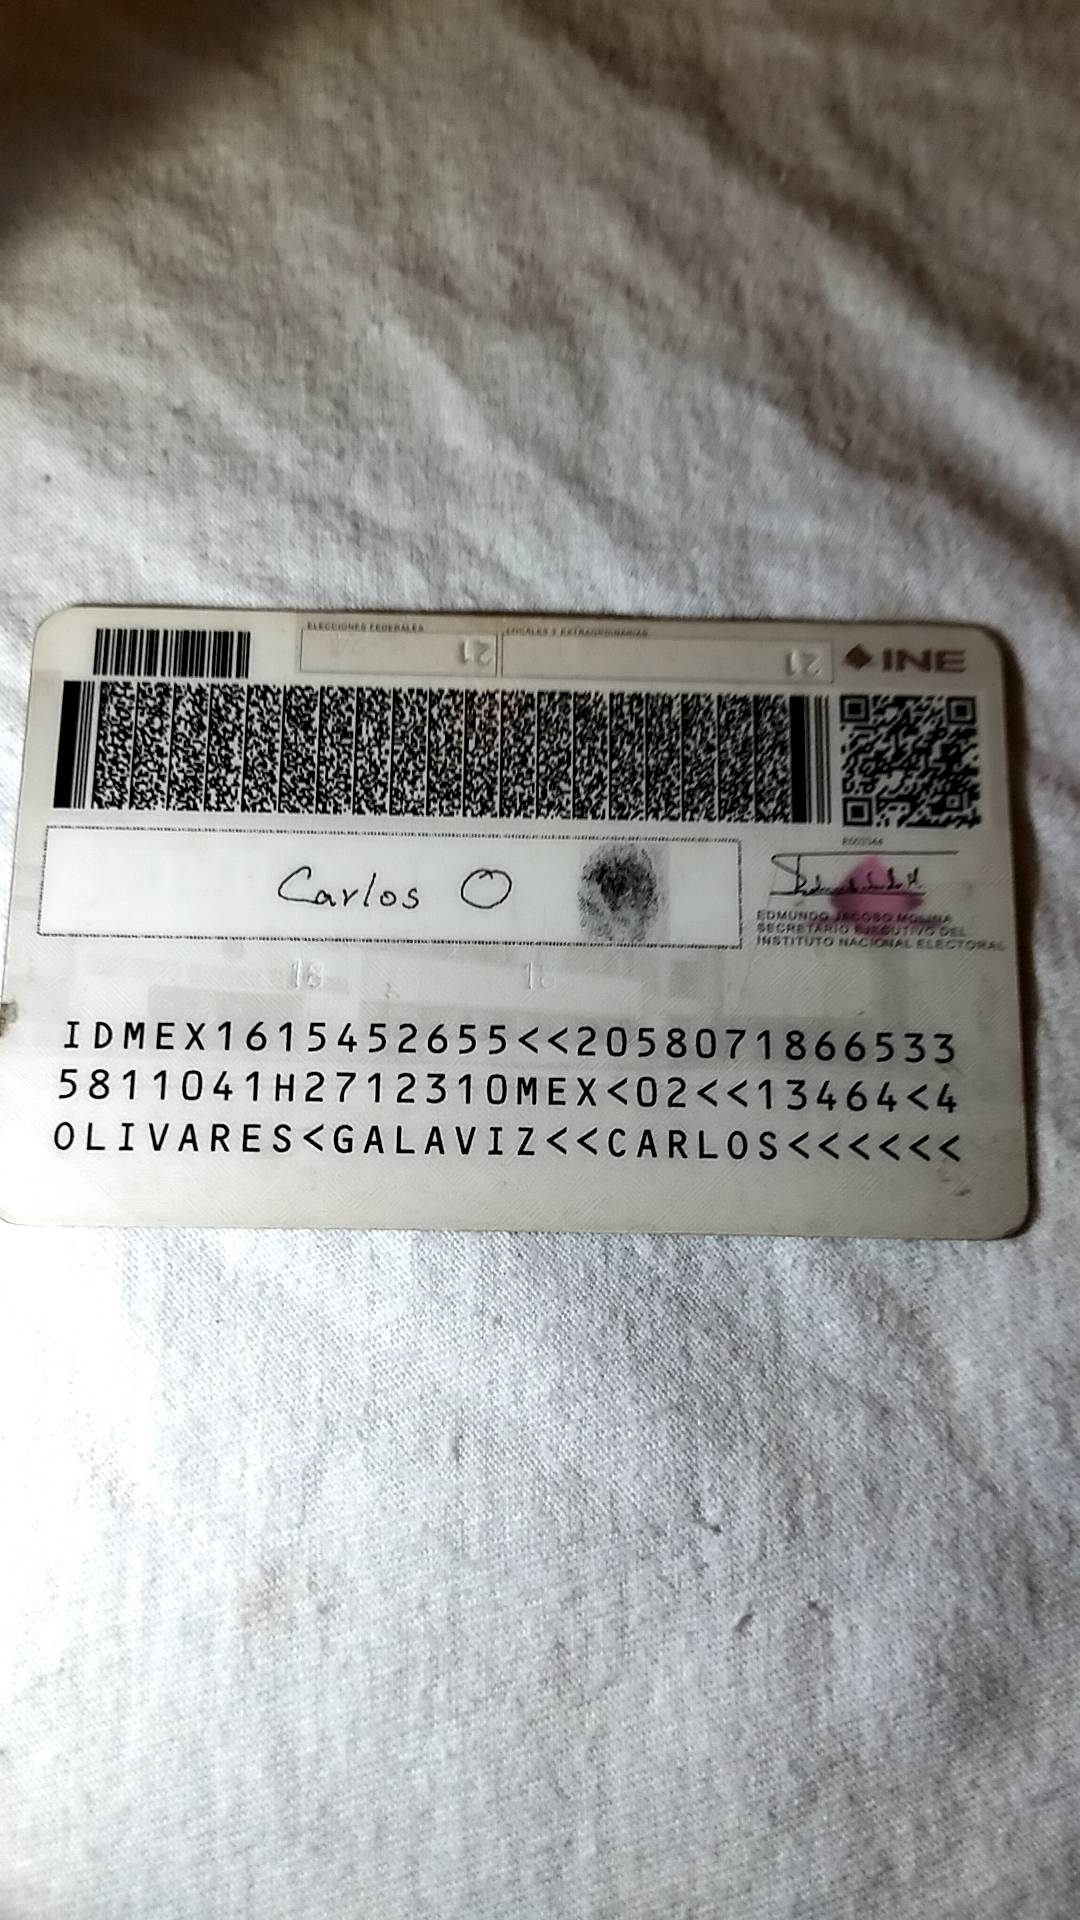 ELECCIONES FEDERALES
LOCALES Y EXTRAORDINARIAS
21
21
INE
Carlos O
EDMUNDO JACOBO MOLINA
SECRETARIO EJECUTIVO DEL
INSTITUTO NACIONAL ELECTORAL
18
18
IDMEX1615452655<<2058071866533
5811041H2712310MEX<02<<13464<4
OLIVARES<GALAVIZ<<CARLOS<<<<<<